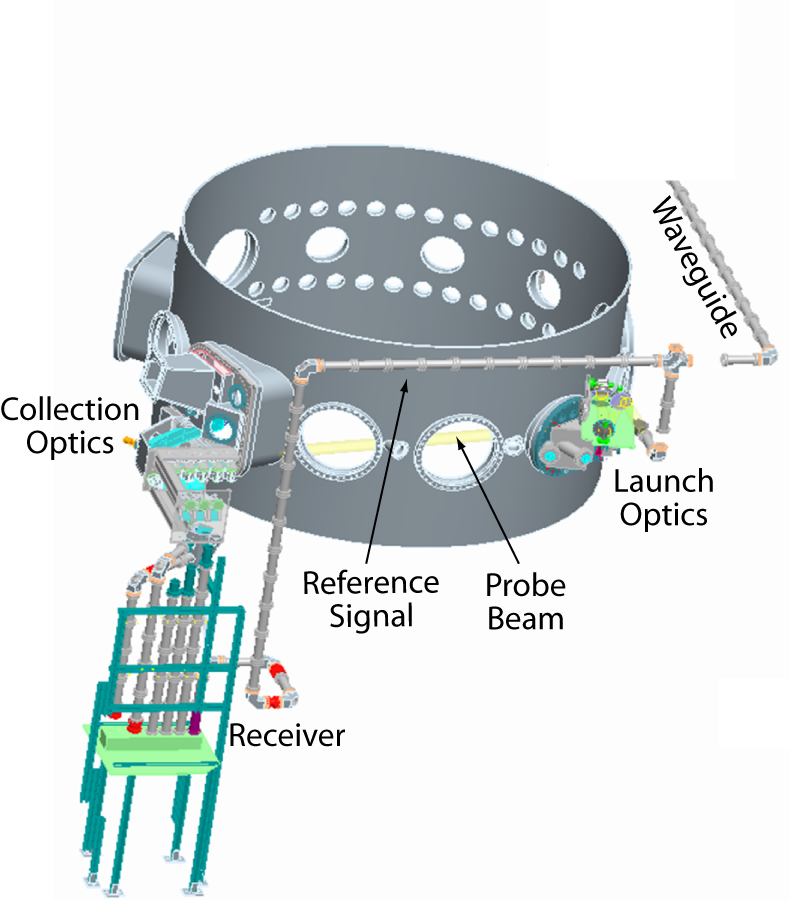 Waveguide
Collection
Optics
Launch
Optics
Reference
Signal
Probe
Beam
Receiver